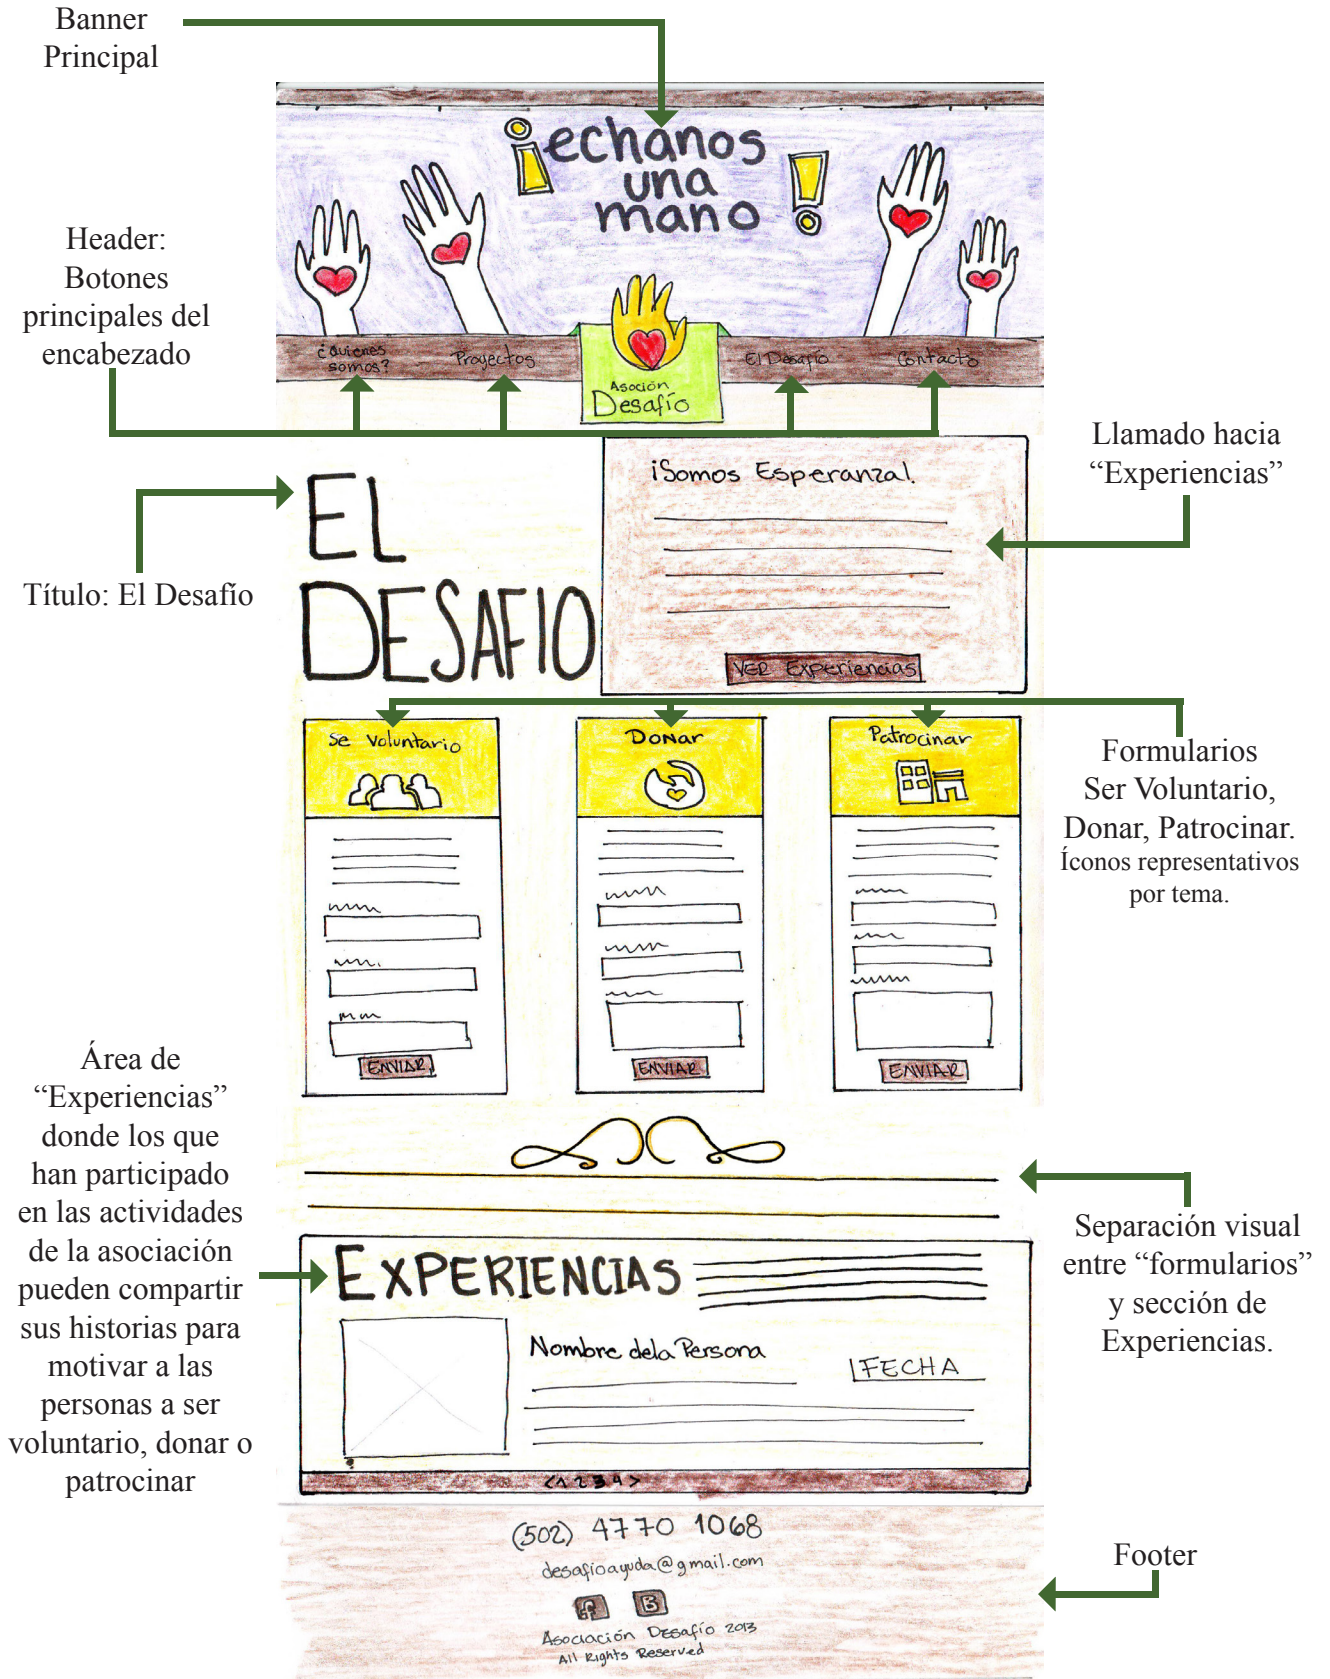 Banner
Principal
¡echanos
una
mano!
Header:
Botones
principales del
encabezado
¿Quienes
somos?
Proyectos
Asoción
Desafío
El Desafío
Contacto
Llamado hacia
“Experiencias”
EL
DESAFIO
Título: El Desafío
¡Somos Esperanza!.
VER Experiencias
Se Voluntario
Donar
Patrocinar
Formularios
Ser Voluntario,
Donar, Patrocinar.
Íconos representativos
por tema.
ENVIAR
ENVIAR
ENVIAR
Área de
“Experiencias”
donde los que
han participado
en las actividades
de la asociación
pueden compartir
sus historias para
motivar a las
personas a ser
voluntario, donar o
patrocinar
Separación visual
entre “formularios”
y sección de
Experiencias.
EXPERIENCIAS
Nombre dela Persona
FECHA
<1 2 3 4>
(502) 4770 1068
desafioayuda@gmail.com
f B
Asociación Desafío 2013
All Rights Reserved
Footer